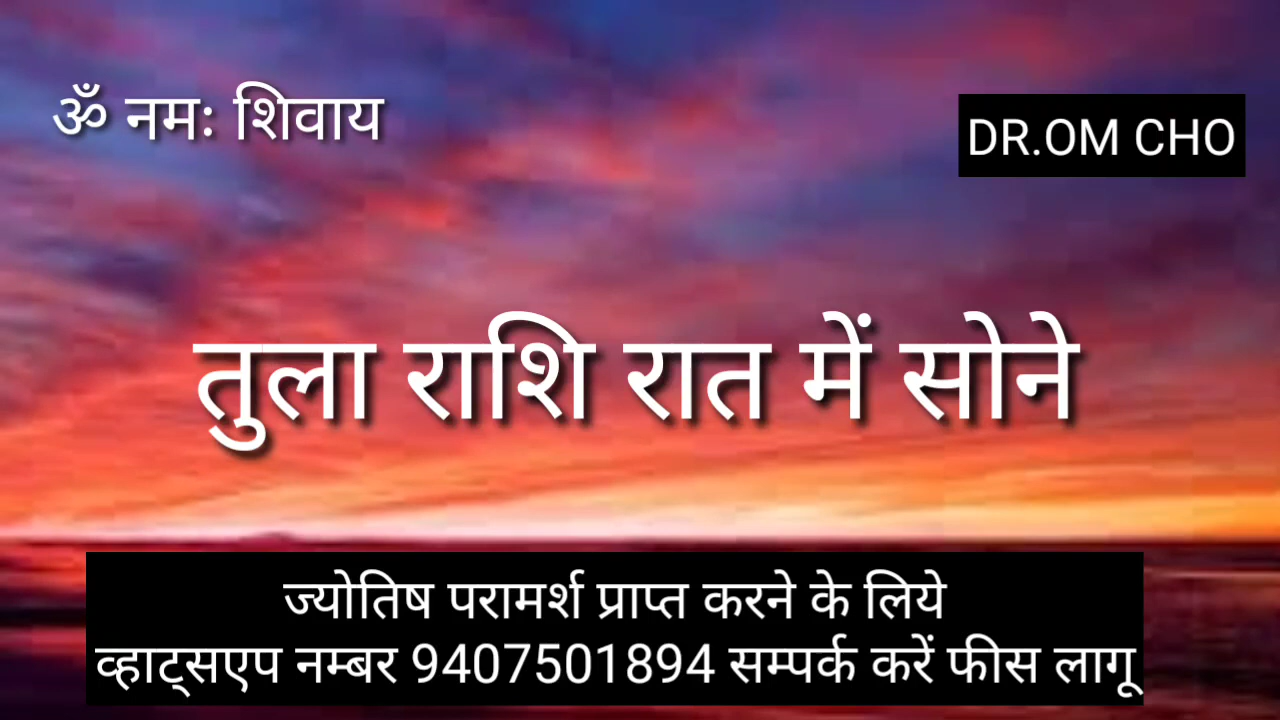 ॐ नमः शिवाय
DR.OM CHO
तुला राशि रात में सोने
ज्योतिष परामर्श प्राप्त करने के लिये
व्हाट्सएप नम्बर 9407501894 सम्पर्क करें फीस लागू